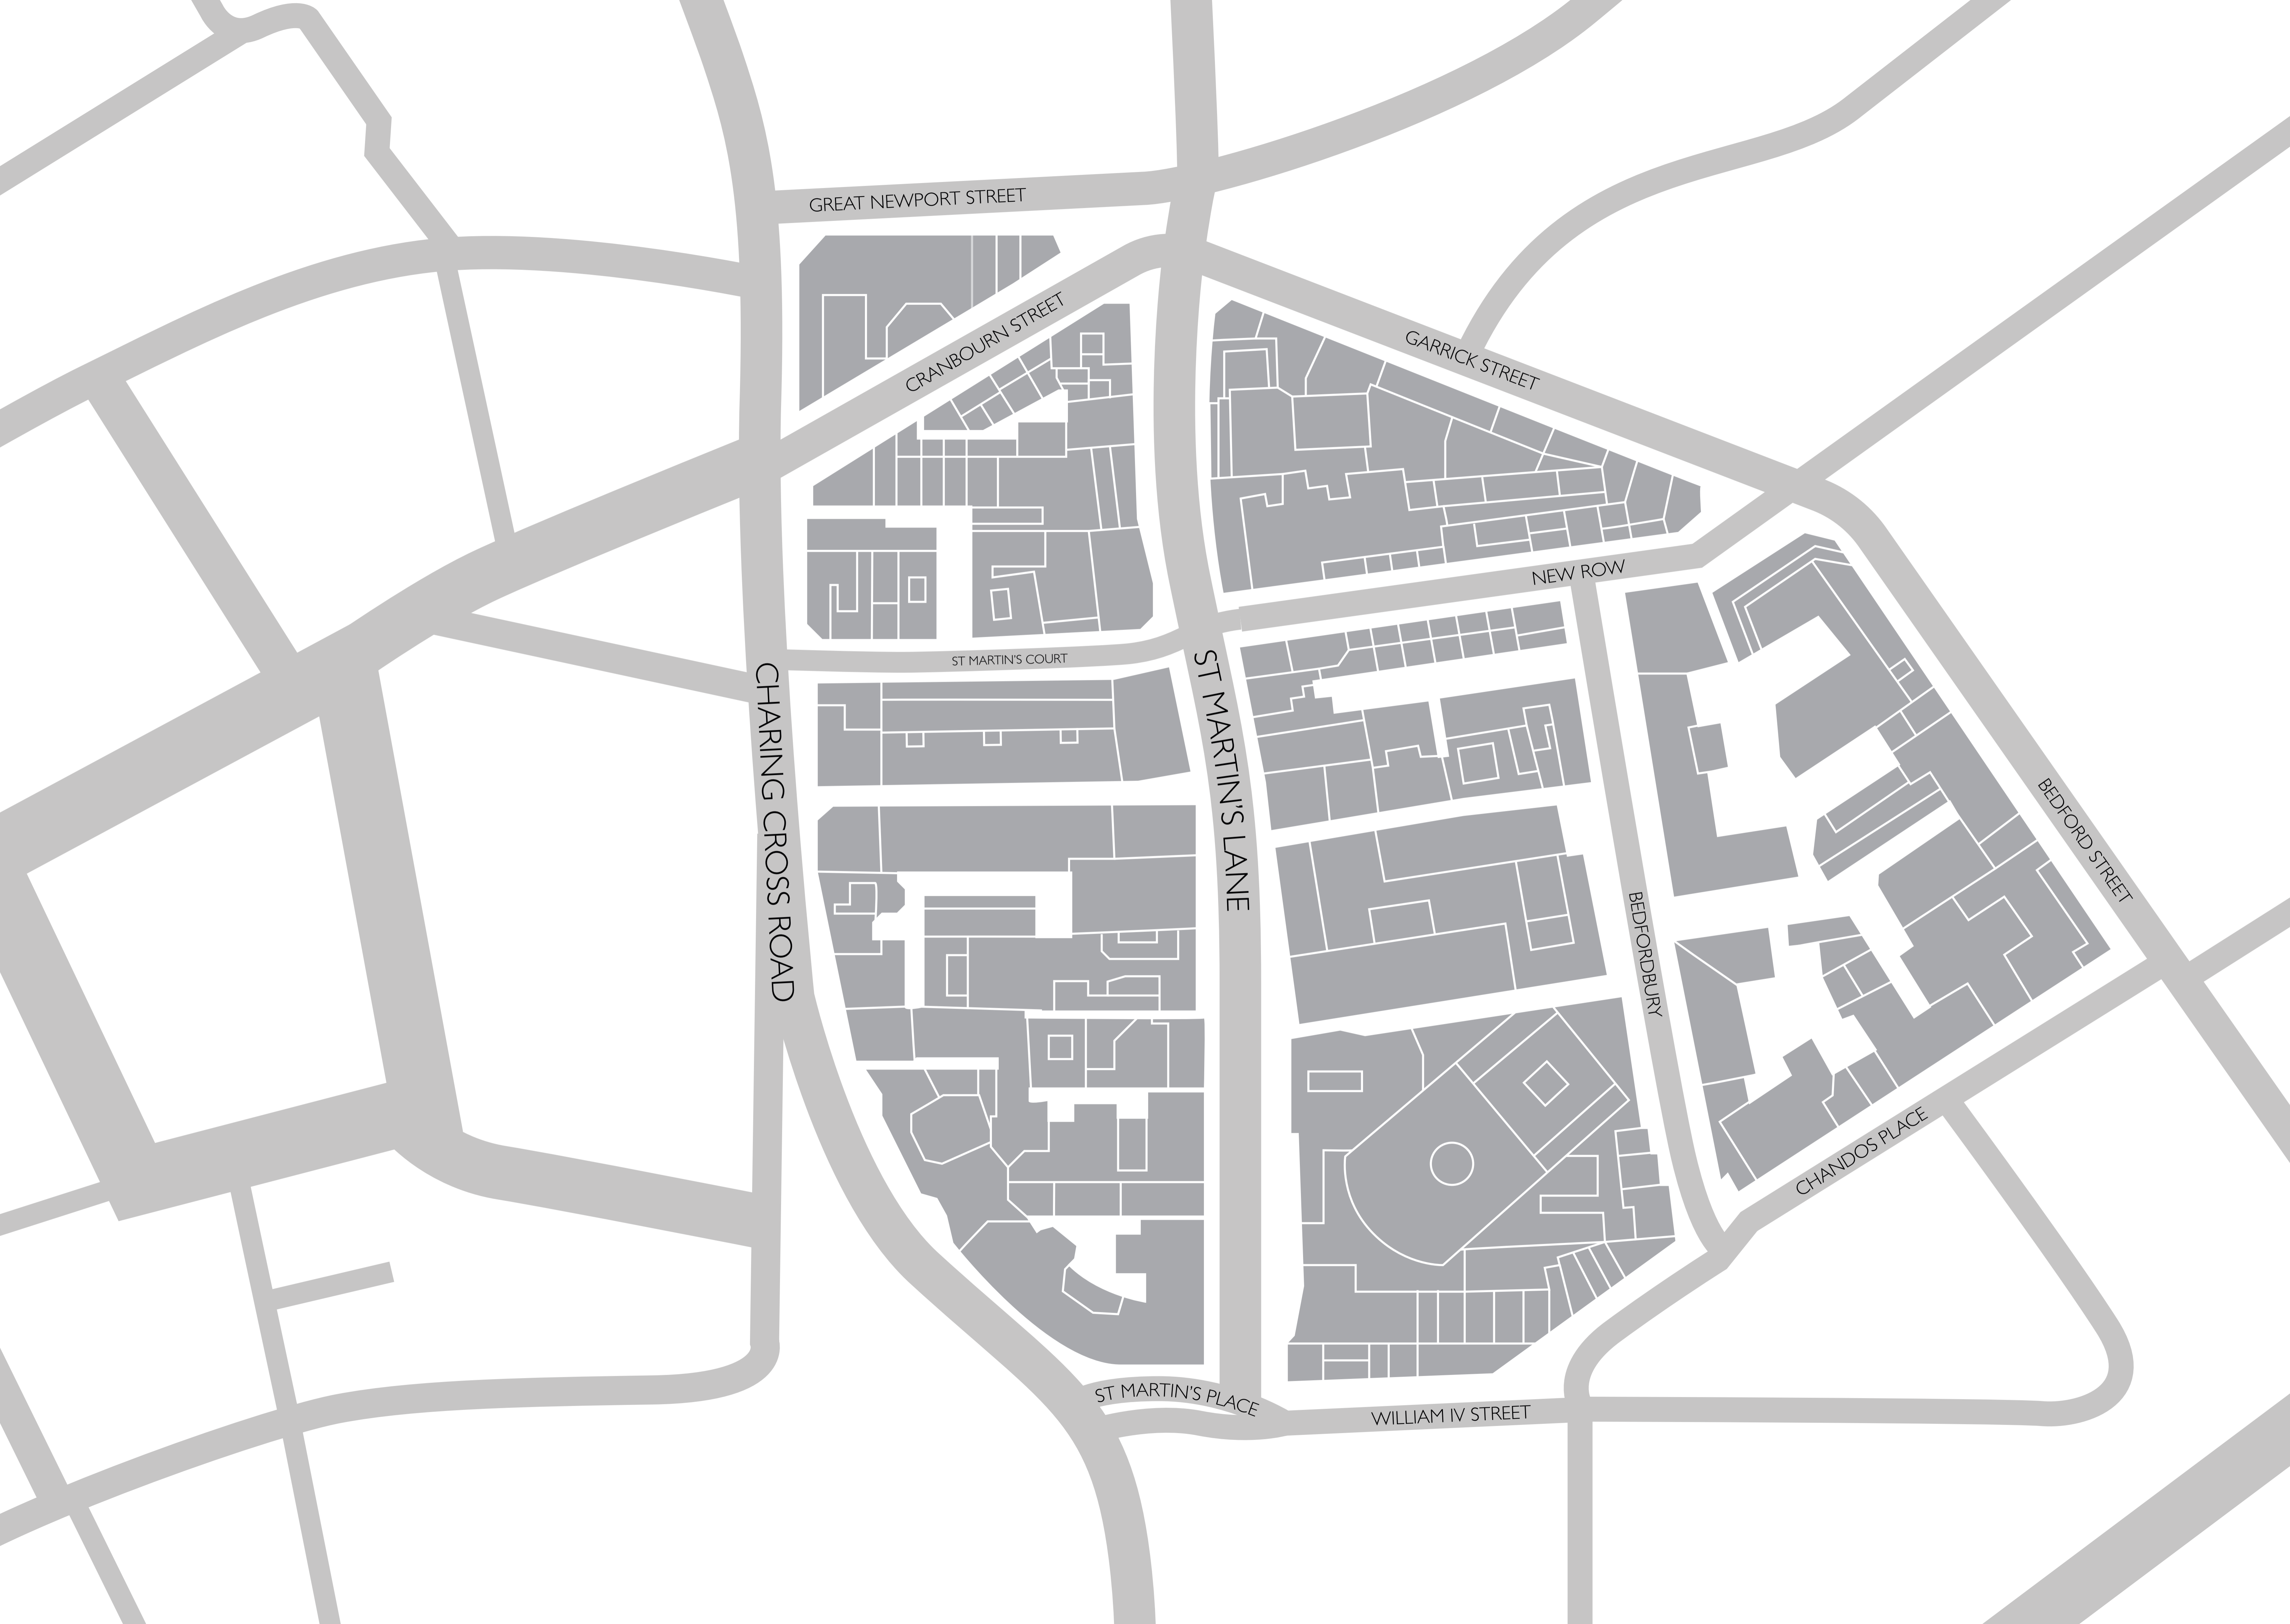 GREAT NEWPORT STREET
CRANBOURN STREET
GARRICK STREET
NEW ROW
ST MARTIN'S COURT
CHARING CROSS ROAD
ST MARTIN'S LANE
BEDFORD STREET
BEDFORDBURY
CHANDOS PLACE
ST MARTIN'S PLACE
WILLIAM IV STREET